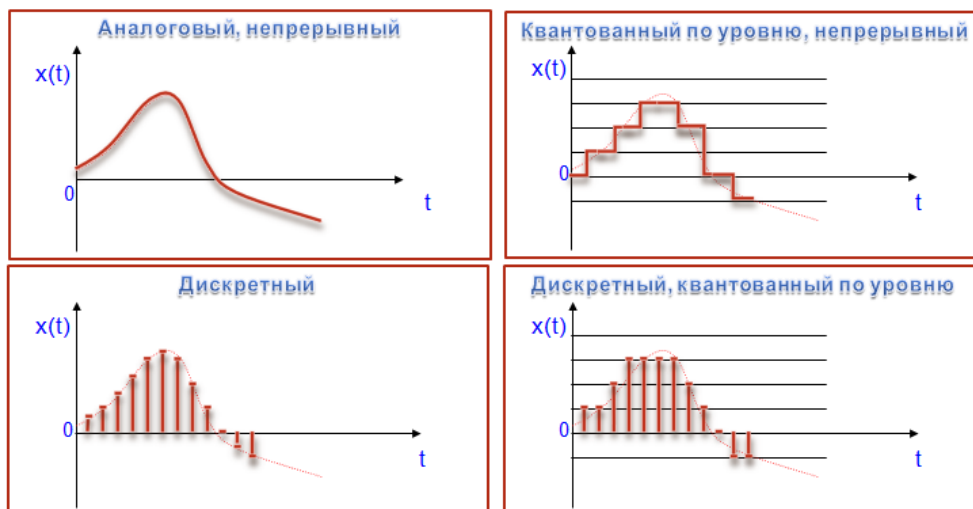 Аналоговый, непрерывный
x(t)
0
t
Квантованный по уровню, непрерывный
x(t)
0
t
Дискретный
x(t)
0
t
Дискретный, квантованный по уровню
x(t)
0
t